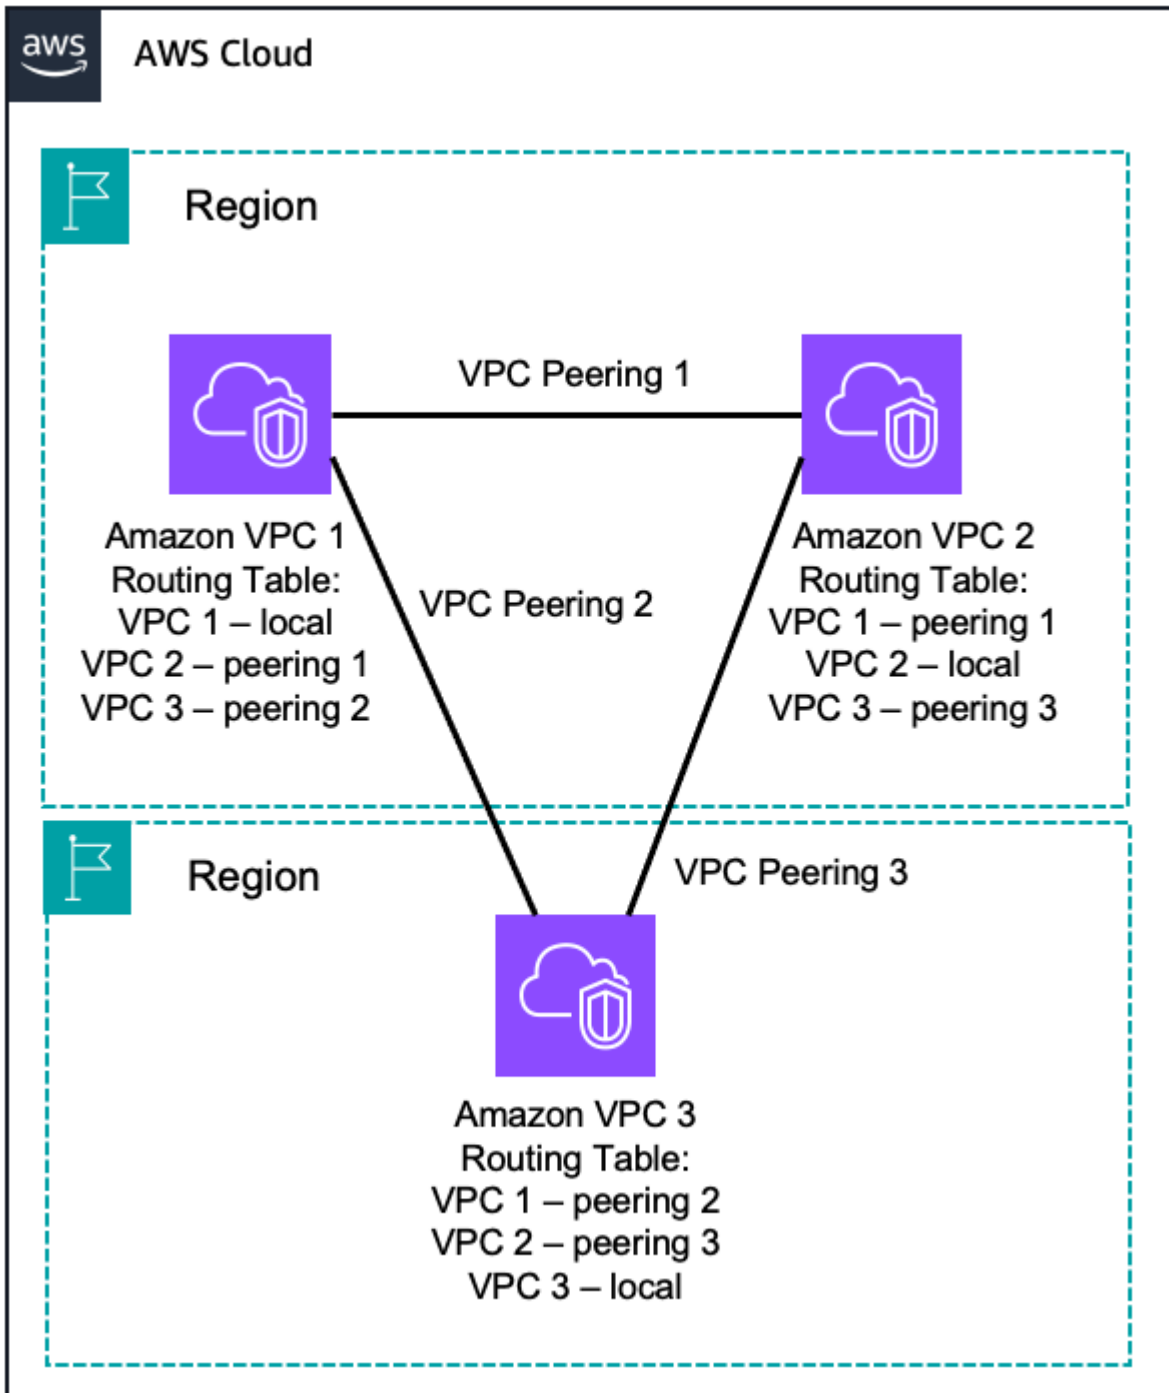 aws
AWS Cloud
Region
VPC Peering 1
Amazon VPC 1
Routing Table:
VPC 1 – local
VPC 2 – peering 1
VPC 3 – peering 2
VPC Peering 2
Amazon VPC 2
Routing Table:
VPC 1 – peering 1
VPC 2 – local
VPC 3 – peering 3
Region
VPC Peering 3
Amazon VPC 3
Routing Table:
VPC 1 – peering 2
VPC 2 – peering 3
VPC 3 – local